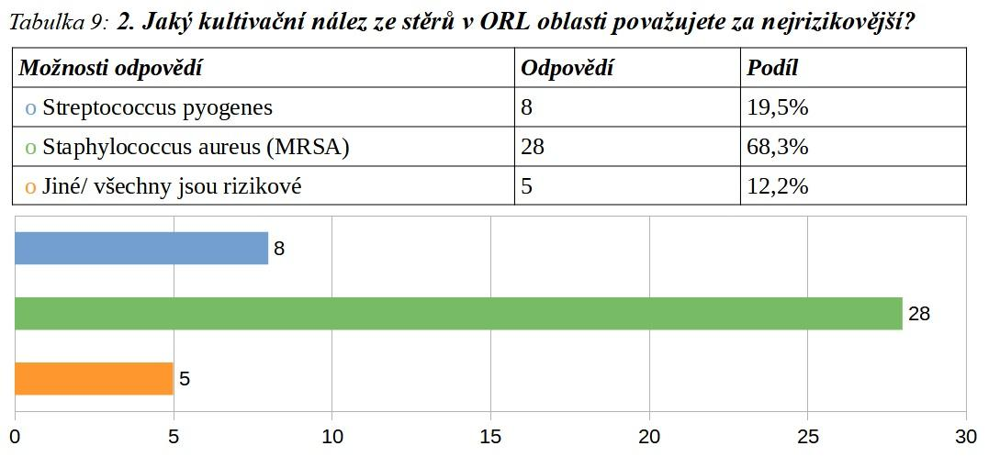 Tabulka 9: 2. Jaký kultivační nález ze stěrů v ORL oblasti považujete za nejrizikovější?
Možnosti odpovědí Odpovědí Podíl
o Streptococcus pyogenes 8 19,5%
o Staphylococcus aureus (MRSA) 28 68,3%
o Jiné/ všechny jsou rizikové 5 12,2%
8
28
5
0 5 10 15 20 25 30